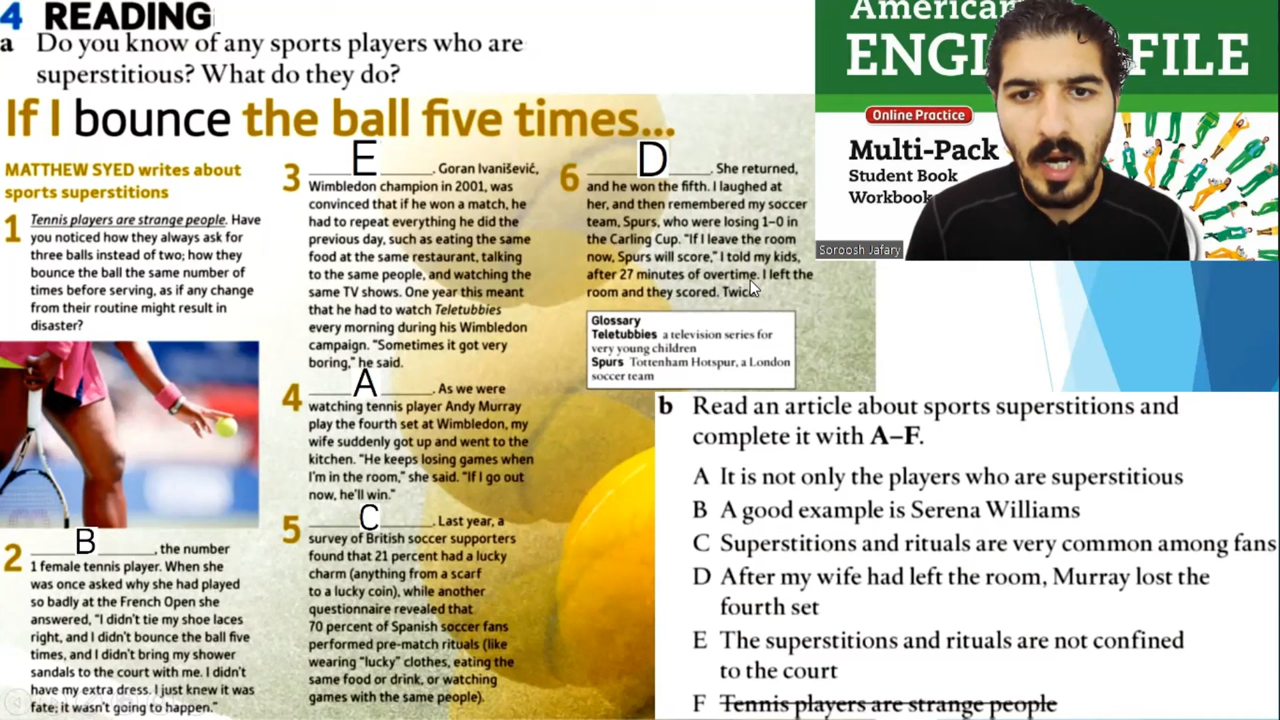 4 READING
a Do you know of any sports players who are
superstitious? What do they do?
If I bounce the ball five times...
MATTHEW SYED writes about
sports superstitions
1 Tennis players are strange people. Have
you noticed how they always ask for
three balls instead of two; how they
bounce the ball the same number of
times before serving, as if any change
from their routine might result in
disaster?
2 ______B______, the number
1 female tennis player. When she
was once asked why she had played
so badly at the French Open she
answered, "I didn't tie my shoe laces
right, and I didn't bounce the ball five
times, and I didn't bring my shower
sandals to the court with me. I didn't
have my extra dress. I just knew it was
fate; it wasn't going to happen."
3 ______E______. Goran Ivanišević,
Wimbledon champion in 2001, was
convinced that if he won a match, he
had to repeat everything he did the
previous day, such as eating the same
food at the same restaurant, talking
to the same people, and watching the
same TV shows. One year this meant
that he had to watch Teletubbies
every morning during his Wimbledon
campaign. "Sometimes it got very
boring," he said.
4 ______A______. As we were
watching tennis player Andy Murray
play the fourth set at Wimbledon, my
wife suddenly got up and went to the
kitchen. "He keeps losing games when
I'm in the room," she said. "If I go out
now, he'll win."
5 ______C______. Last year, a
survey of British soccer supporters
found that 21 percent had a lucky
charm (anything from a scarf
to a lucky coin), while another
questionnaire revealed that
70 percent of Spanish soccer fans
performed pre-match rituals (like
wearing "lucky" clothes, eating the
same food or drink, or watching
games with the same people).
6 ______D______. She returned,
and he won the fifth. I laughed at
her, and then remembered my soccer
team, Spurs, who were losing 1–0 in
the Carling Cup. "If I leave the room
now, Spurs will score," I told my kids,
after 27 minutes of overtime. I left the
room and they scored.
Glossary
Teletubbies a television series for
very young children
Spurs Tottenham Hotspur, a London
soccer team
American
FILE
Online Practice
Multi-Pack
Student Book
Workbook
Soroosh Jafary
b Read an article about sports superstitions and
complete it with A–F.
A It is not only the players who are superstitious
B A good example is Serena Williams
C Superstitions and rituals are very common among fans
D After my wife had left the room, Murray lost the
fourth set
E The superstitions and rituals are not confined
to the court
F Tennis players are strange people